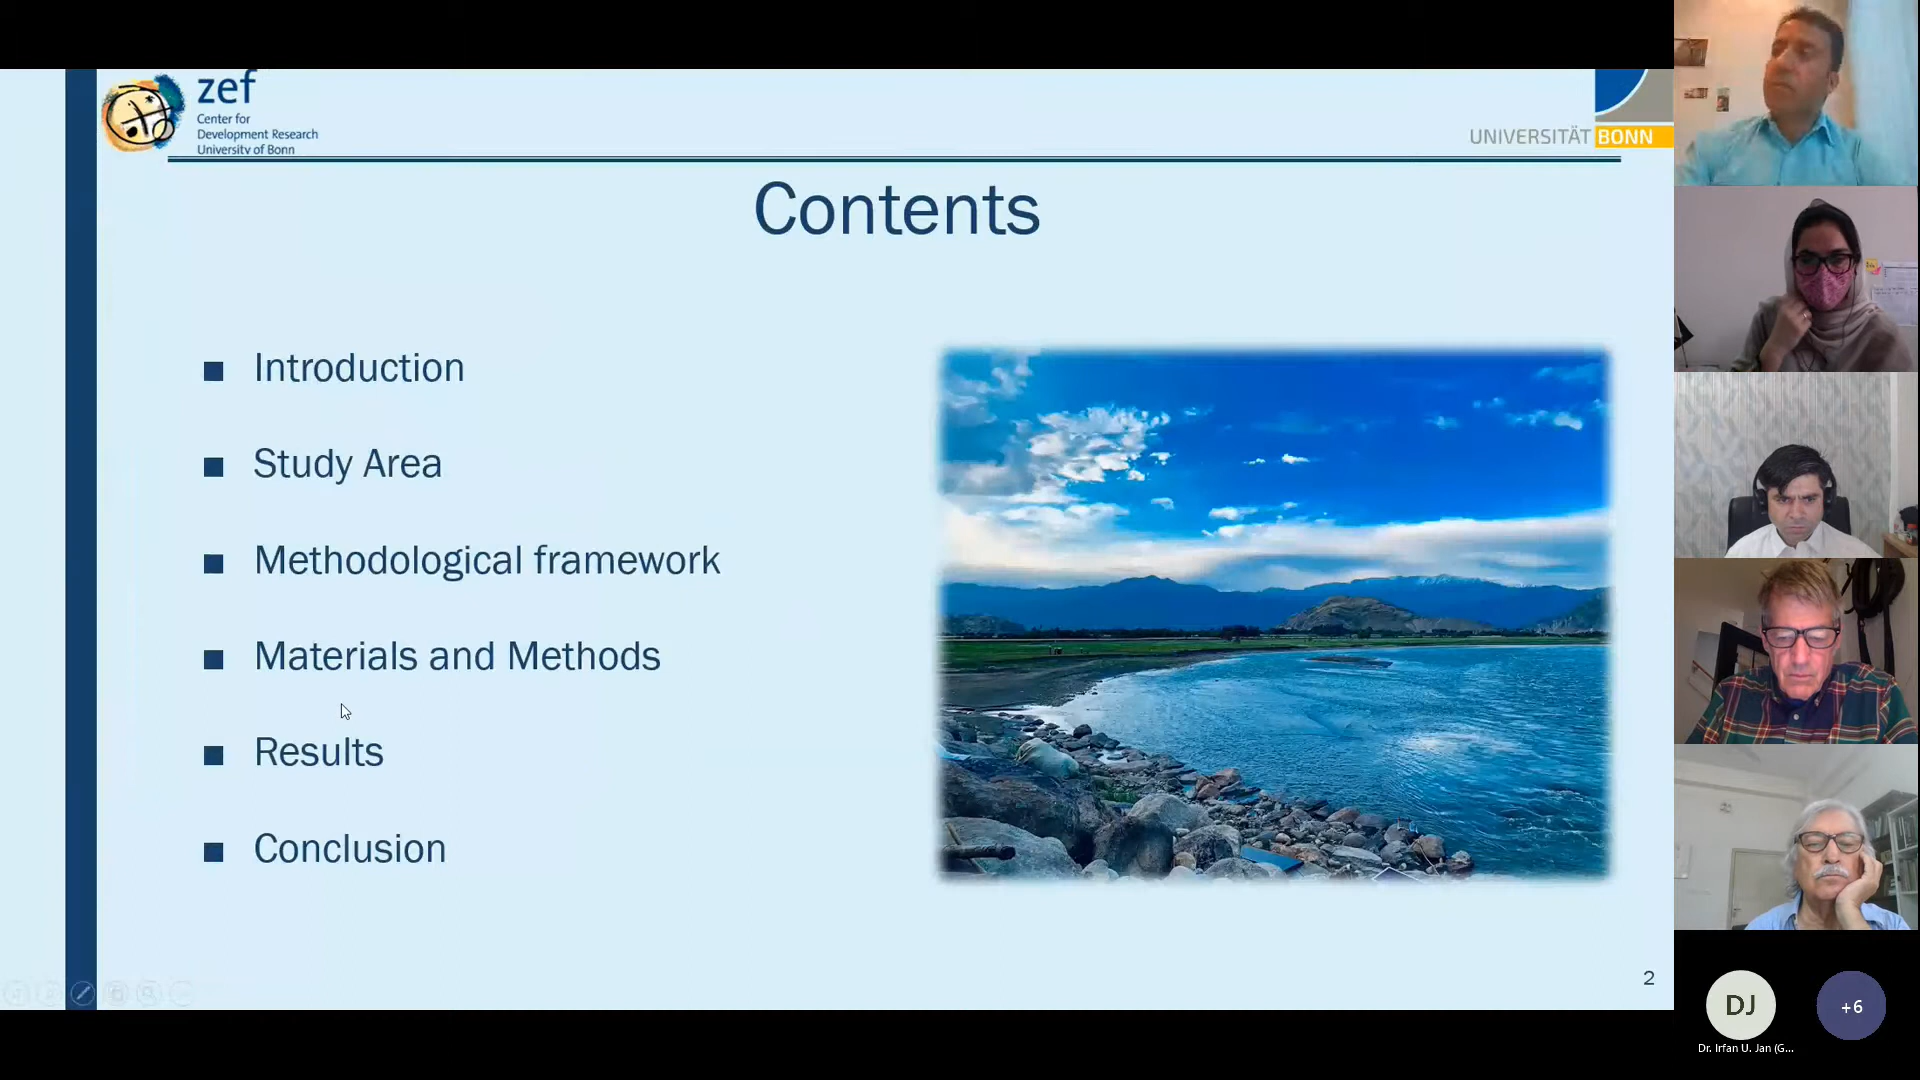 zef
Center for
Development Research
University of Bonn
UNIVERSITÄT BONN
Contents
Introduction
Study Area
Methodological framework
Materials and Methods
Results
Conclusion
2
DJ
+6
Dr. Irfan U. Jan (G...